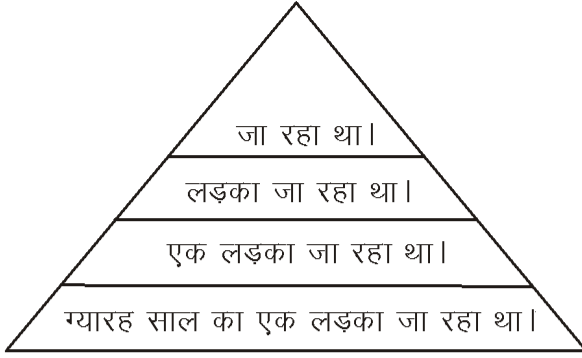 जा रहा था।
लड़का जा रहा था।
एक लड़का जा रहा था।
ग्यारह साल का एक लड़का जा रहा था।